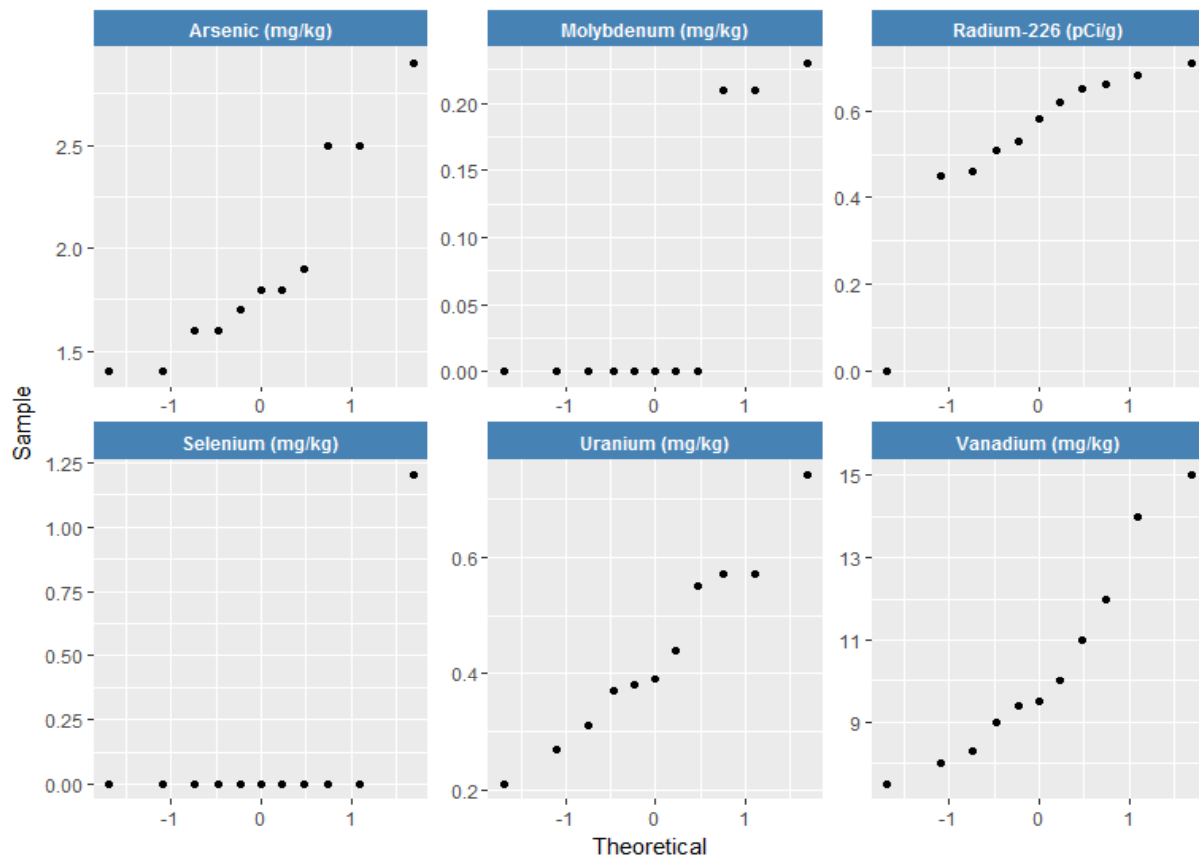 Arsenic (mg/kg)
Molybdenum (mg/kg)
Radium-226 (pCi/g)
2.5
2.0
1.5
-1 0 1
0.20
0.15
0.10
0.05
0.00
-1 0 1
0.6
0.4
0.2
0.0
-1 0 1
Sample
Selenium (mg/kg)
Uranium (mg/kg)
Vanadium (mg/kg)
1.25
1.00
0.75
0.50
0.25
0.00
-1 0 1
0.6
0.4
0.2
-1 0 1
15
13
11
9
-1 0 1
Theoretical